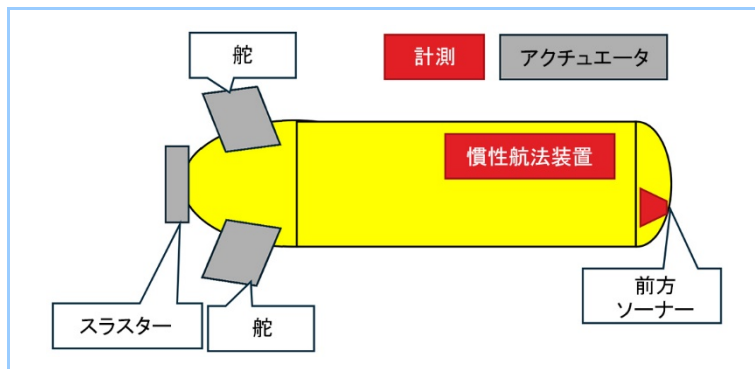 舵
計測
アクチュエータ
慣性航法装置
前方
ソーナー
スラスター
舵